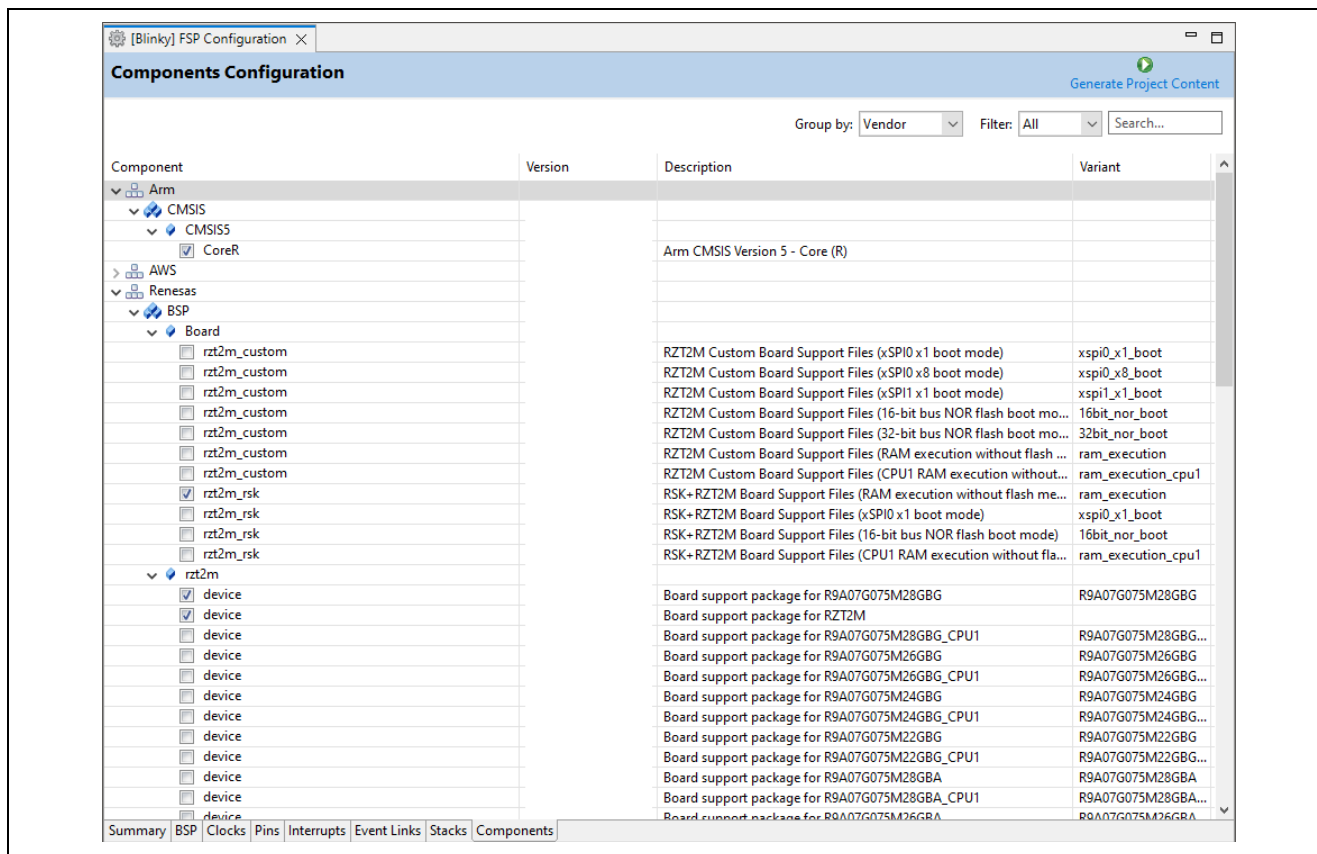 [Blinky] FSP Configuration
Components Configuration
Generate Project Content
Group by: Vendor Filter: All Search...
Component Version Description Variant
Arm
CMSIS
CMSIS5
CoreR Arm CMSIS Version 5 - Core (R)
AWS
Renesas
BSP
Board
rzt2m_custom RZT2M Custom Board Support Files (xSPI0 x1 boot mode) xspi0_x1_boot
rzt2m_custom RZT2M Custom Board Support Files (xSPI0 x8 boot mode) xspi0_x8_boot
rzt2m_custom RZT2M Custom Board Support Files (xSPI1 x1 boot mode) xspi1_x1_boot
rzt2m_custom RZT2M Custom Board Support Files (16-bit bus NOR flash boot mo... 16bit_nor_boot
rzt2m_custom RZT2M Custom Board Support Files (32-bit bus NOR flash boot mo... 32bit_nor_boot
rzt2m_custom RZT2M Custom Board Support Files (RAM execution without flash ... ram_execution
rzt2m_custom RZT2M Custom Board Support Files (CPU1 RAM execution without... ram_execution_cpu1
rzt2m_rsk RSK+RZT2M Board Support Files (RAM execution without flash me... ram_execution
rzt2m_rsk RSK+RZT2M Board Support Files (xSPI0 x1 boot mode) xspi0_x1_boot
rzt2m_rsk RSK+RZT2M Board Support Files (16-bit bus NOR flash boot mode) 16bit_nor_boot
rzt2m_rsk RSK+RZT2M Board Support Files (CPU1 RAM execution without fla... ram_execution_cpu1
rzt2m
device Board support package for R9A07G075M28GBG R9A07G075M28GBG
device Board support package for RZT2M
device Board support package for R9A07G075M28GBG_CPU1 R9A07G075M28GBG...
device Board support package for R9A07G075M26GBG R9A07G075M26GBG
device Board support package for R9A07G075M26GBG_CPU1 R9A07G075M26GBG...
device Board support package for R9A07G075M24GBG R9A07G075M24GBG
device Board support package for R9A07G075M24GBG_CPU1 R9A07G075M24GBG...
device Board support package for R9A07G075M22GBG R9A07G075M22GBG
device Board support package for R9A07G075M22GBG_CPU1 R9A07G075M22GBG...
device Board support package for R9A07G075M28GBA R9A07G075M28GBA
device Board support package for R9A07G075M28GBA_CPU1 R9A07G075M28GBA...
device Board support package for R9A07G075M26GBA R9A07G075M26GBA
Summary BSP Clocks Pins Interrupts Event Links Stacks Components